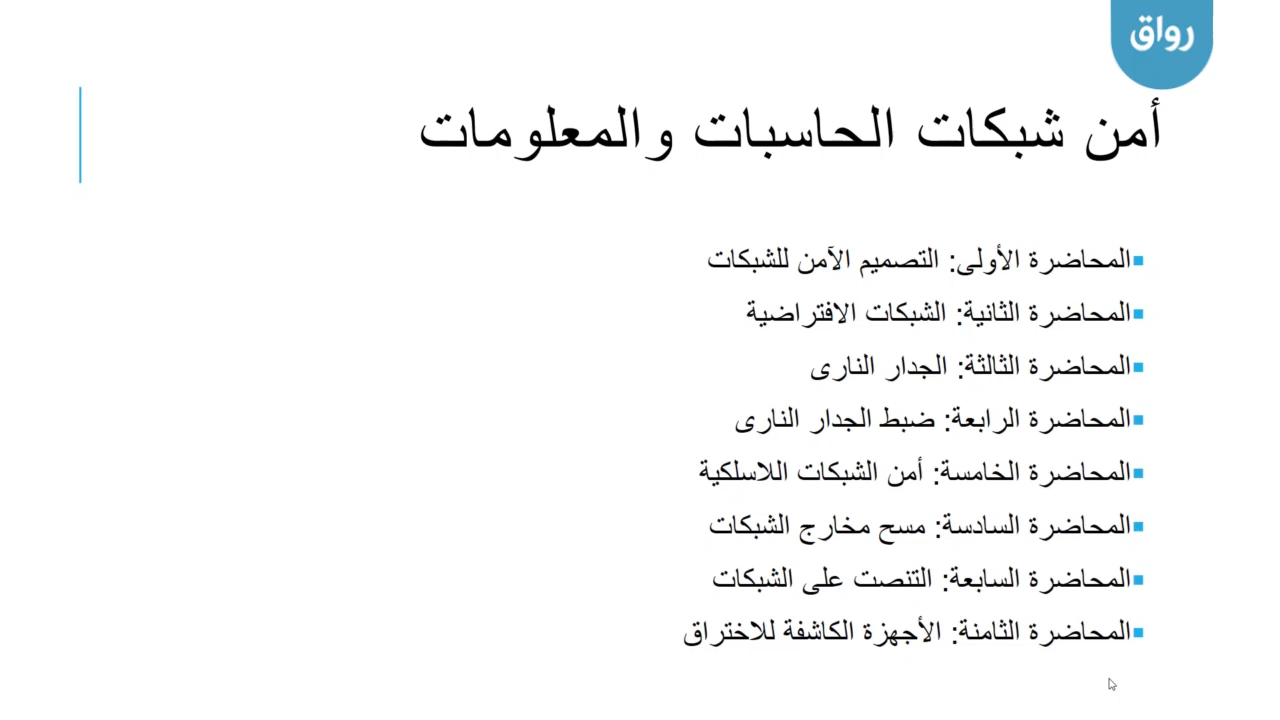 رواق
أمن شبكات الحاسبات والمعلومات
المحاضرة الأولى: التصميم الآمن للشبكات
المحاضرة الثانية: الشبكات الافتراضية
المحاضرة الثالثة: الجدار النارى
المحاضرة الرابعة: ضبط الجدار النارى
المحاضرة الخامسة: أمن الشبكات اللاسلكية
المحاضرة السادسة: مسح مخارج الشبكات
المحاضرة السابعة: التنصت على الشبكات
المحاضرة الثامنة: الأجهزة الكاشفة للاختراق